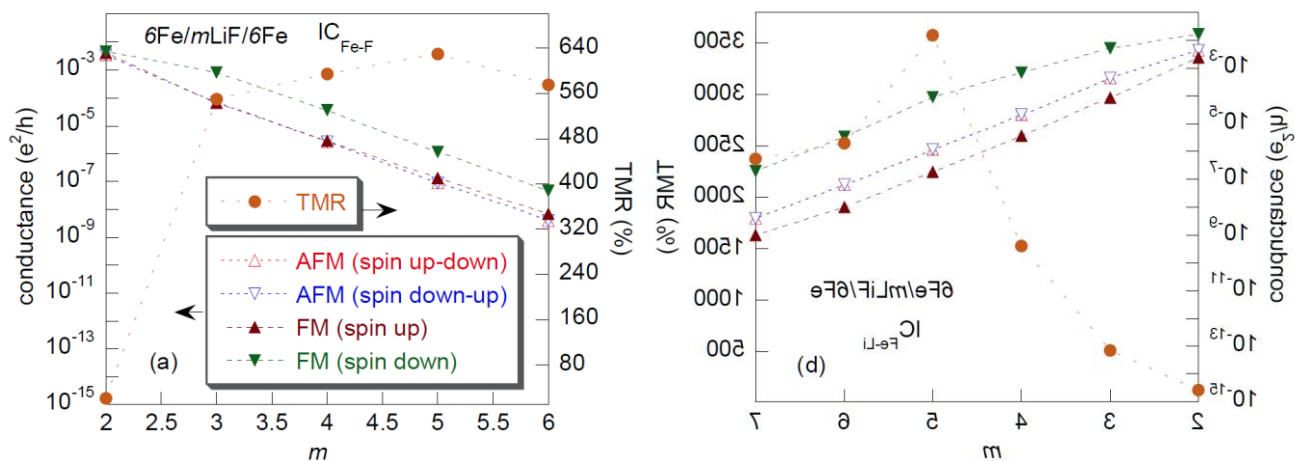 6Fe/mLiF/6Fe IC_Fe-F
conductance (e²/h)
10⁻³
10⁻⁵
10⁻⁷
10⁻⁹
10⁻¹¹
10⁻¹³
10⁻¹⁵
TMR
AFM (spin up-down)
AFM (spin down-up)
FM (spin up)
FM (spin down)
(a)
640
560
480
400
320
240
160
80
TMR (%)
2 2.5 3 3.5 4 4.5 5 5.5 6
m
TMR (%)
3500
3000
2500
2000
1500
1000
500
6Fe/mLiF/6Fe
IC_Fe-Li
(b)
10⁻³
10⁻⁵
10⁻⁷
10⁻⁹
10⁻¹¹
10⁻¹³
10⁻¹⁵
conductance (e²/h)
7 6 5 4 3 2
m